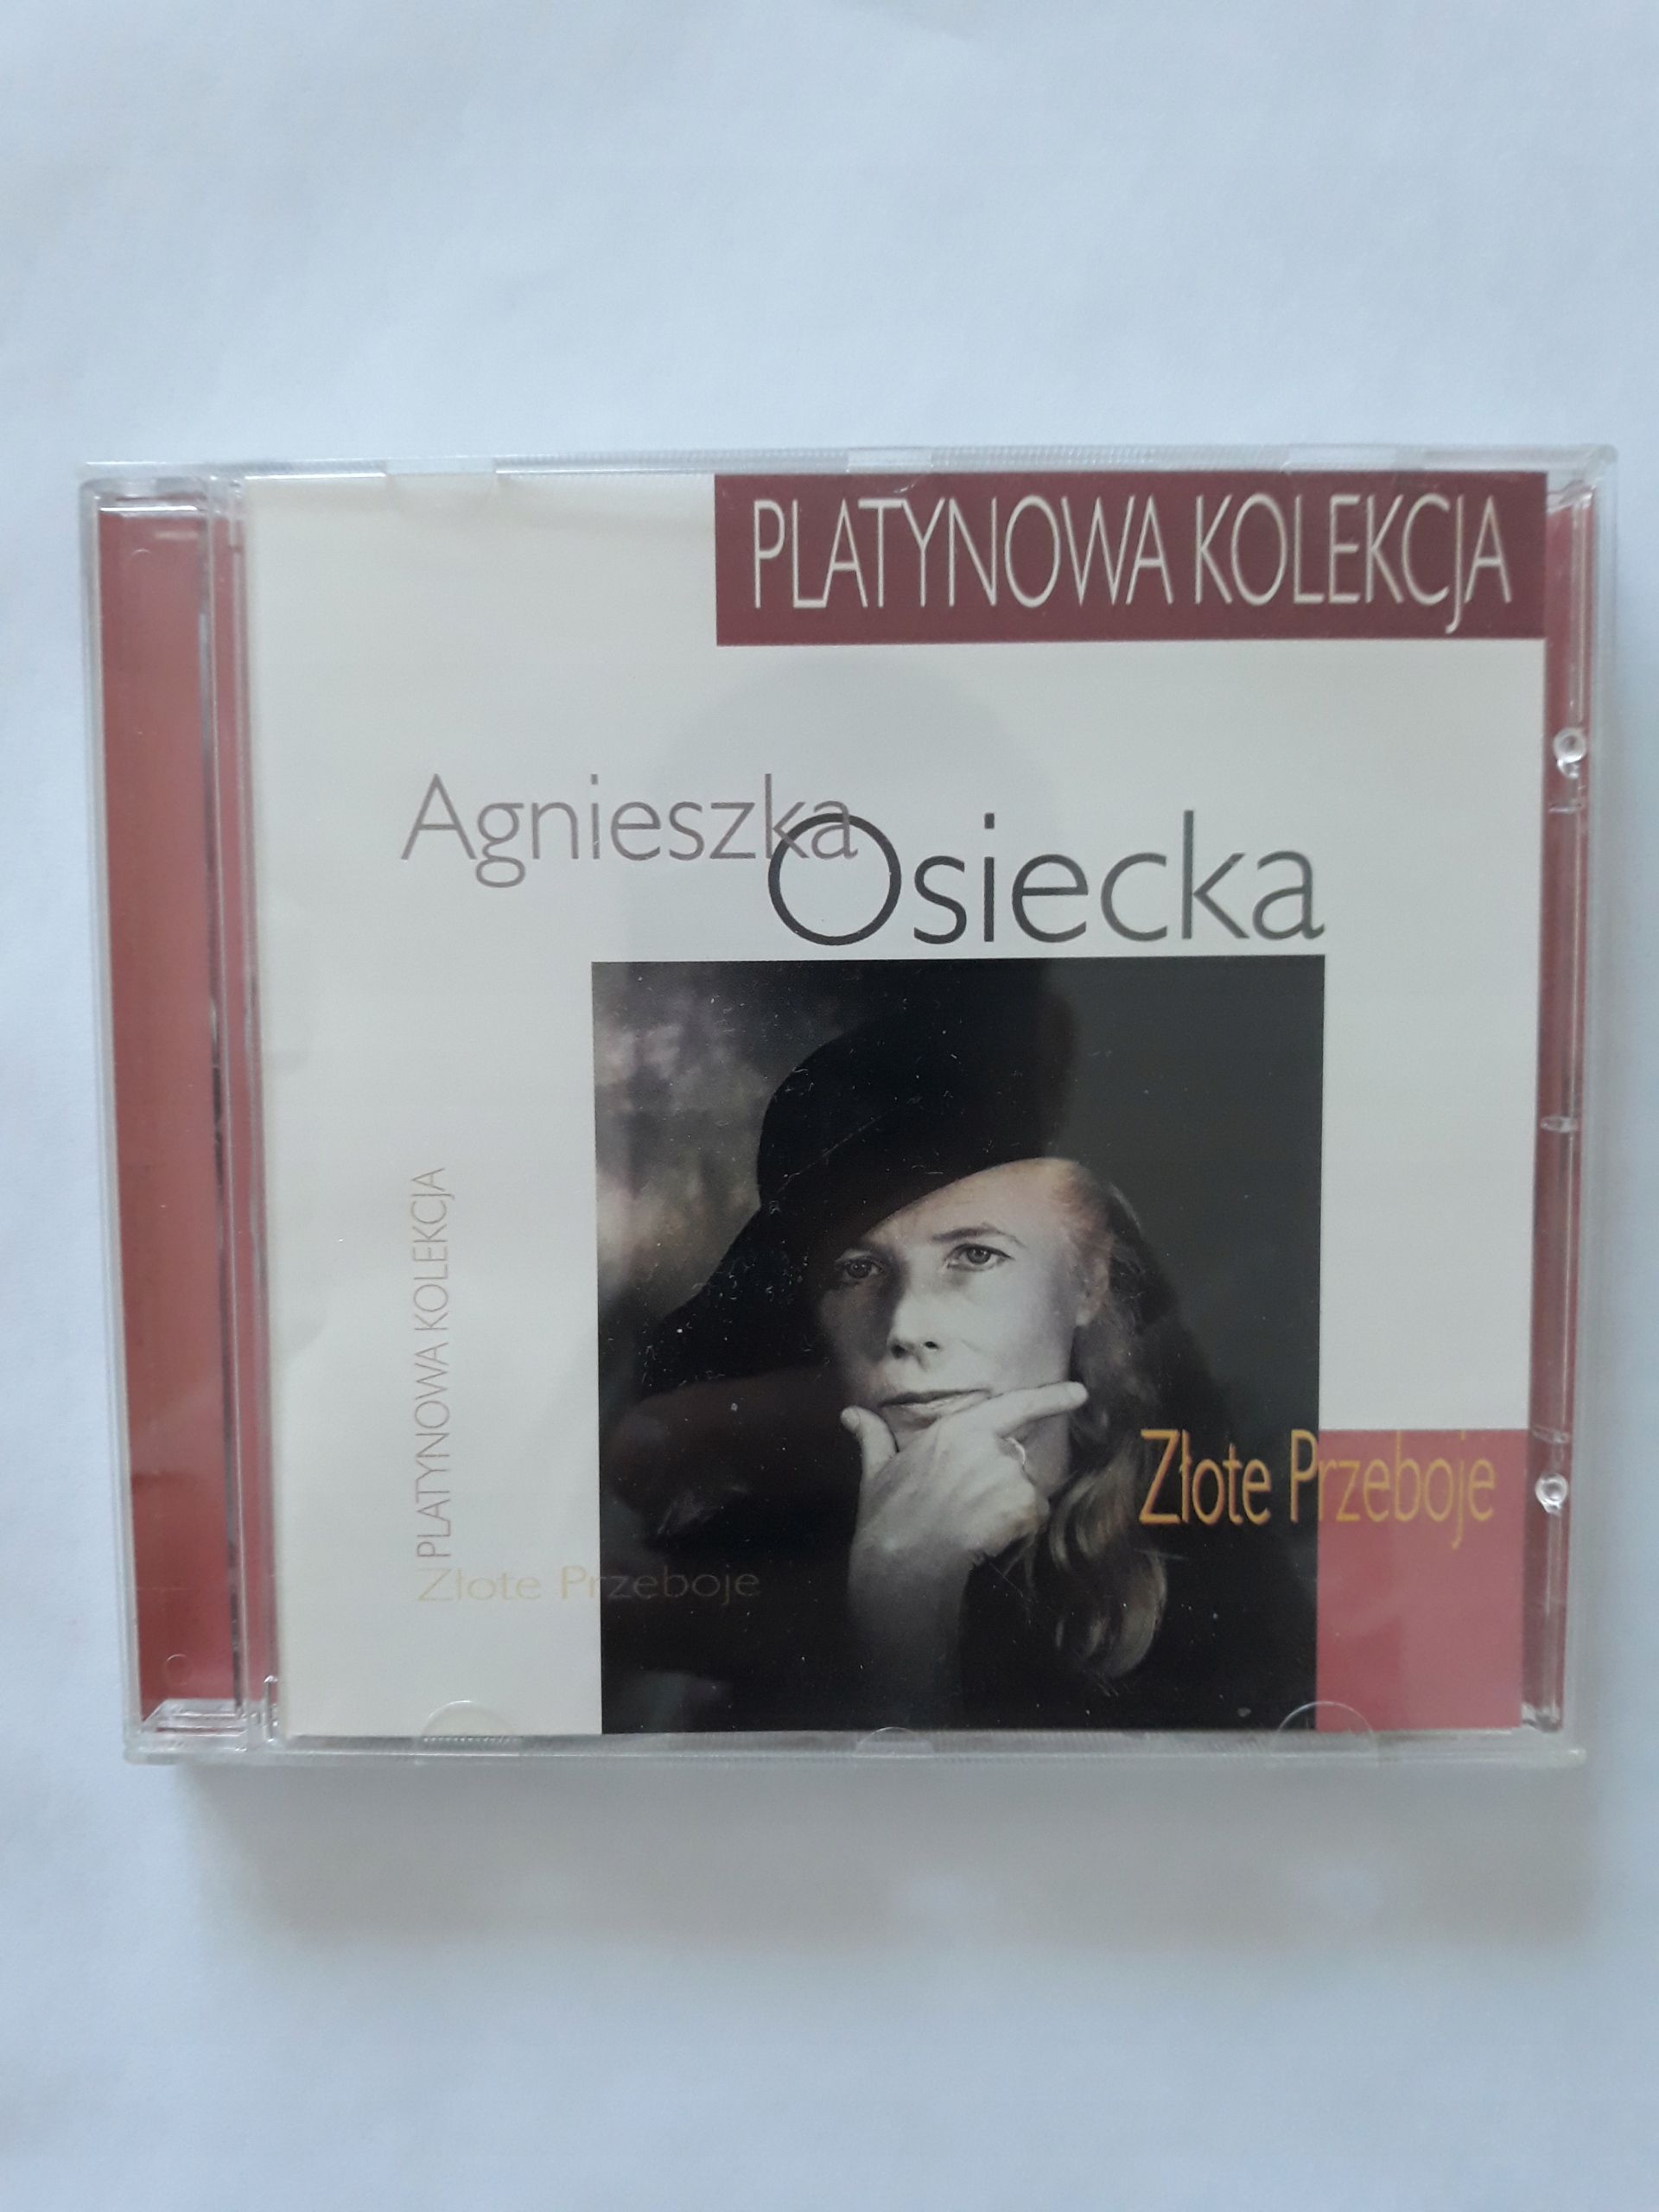 PLATYNOWA KOLEKCJA
Agnieszka
Osiecka
Złote Przeboje
PLATYNOWA KOLEKCJA
Złote Przeboje